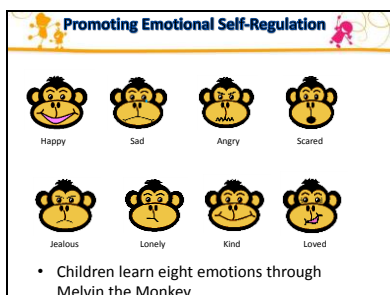 Promoting Emotional Self-Regulation
Happy Sad Angry Scared
Jealous Lonely Kind Loved
• Children learn eight emotions through
Melvin the Monkey